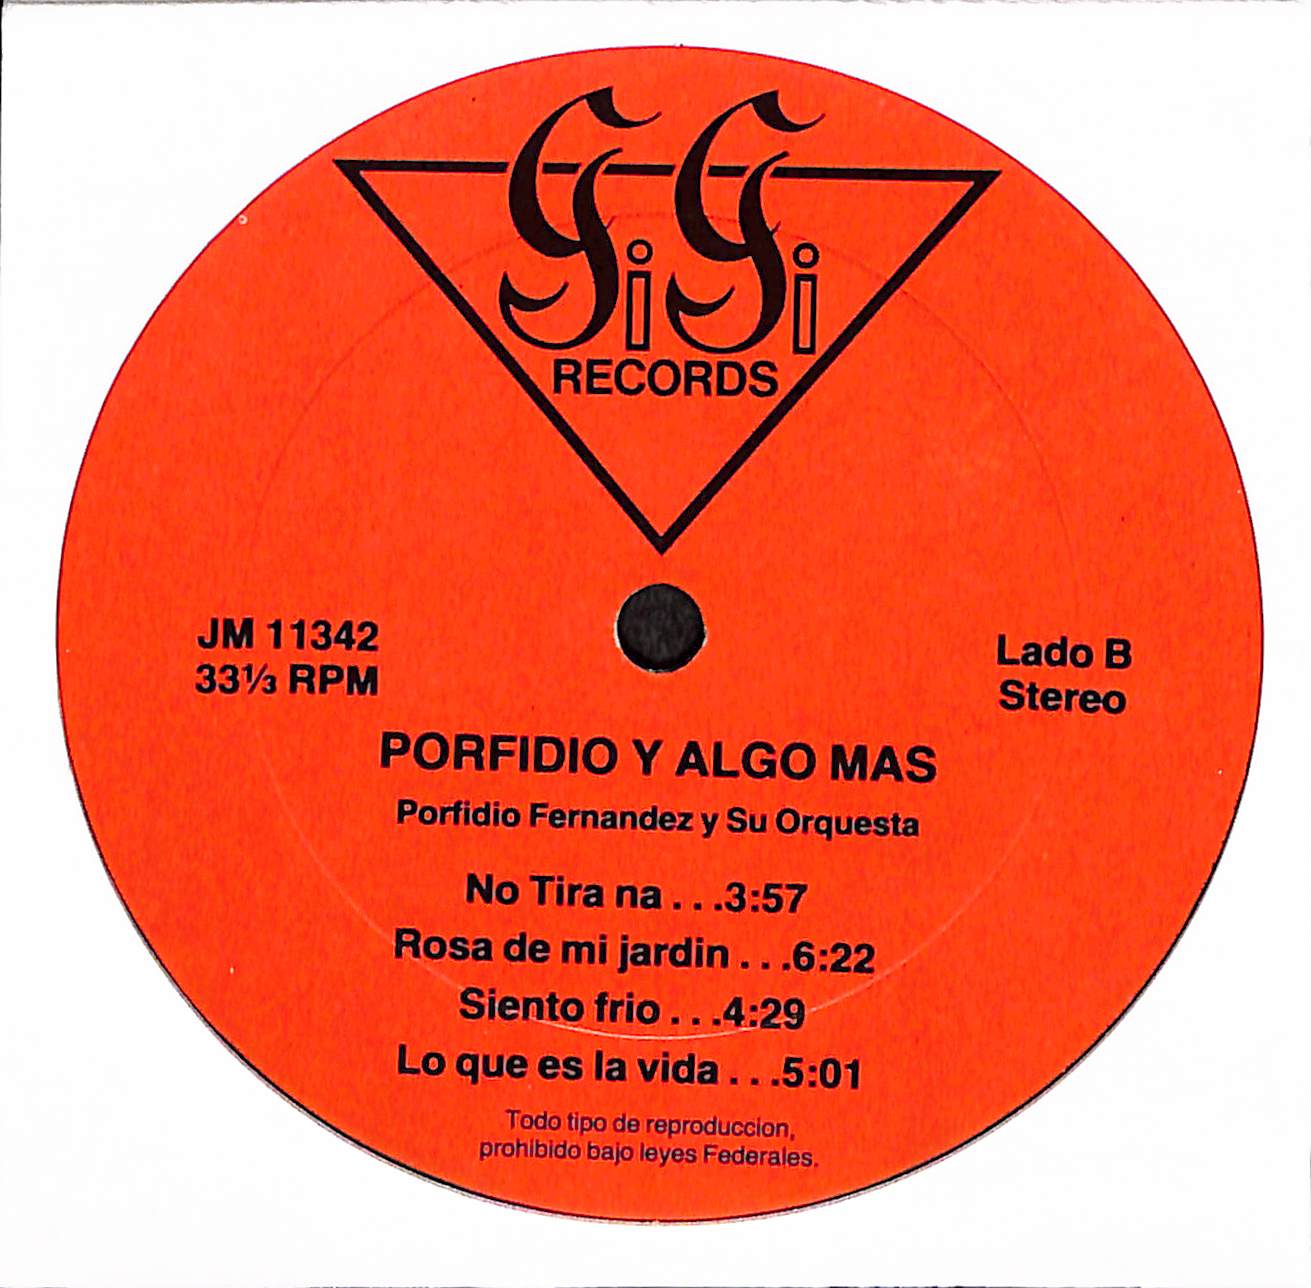 GiGi
RECORDS
JM 11342
33⅓ RPM
Lado B
Stereo
PORFIDIO Y ALGO MAS
Porfidio Fernandez y Su Orquesta
No Tira na . . .3:57
Rosa de mi jardin . . .6:22
Siento frio . . .4:29
Lo que es la vida . . .5:01
Todo tipo de reproduccion,
prohibido bajo leyes Federales.